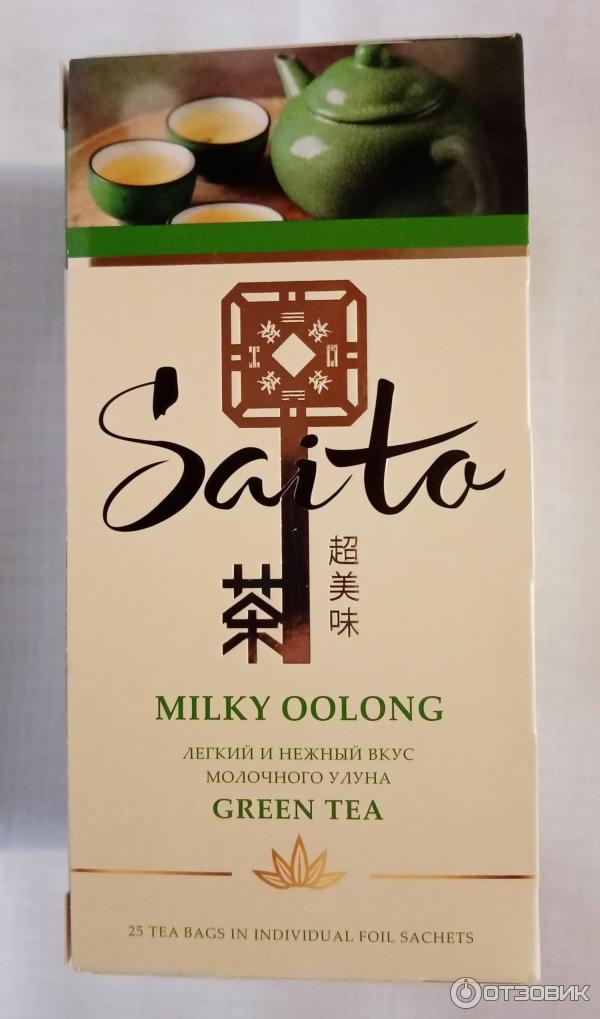 Saito
茶
超美味
MILKY OOLONG
ЛЕГКИЙ И НЕЖНЫЙ ВКУС
МОЛОЧНОГО УЛУНА
GREEN TEA
25 TEA BAGS IN INDIVIDUAL FOIL SACHETS
ОТЗОВИК